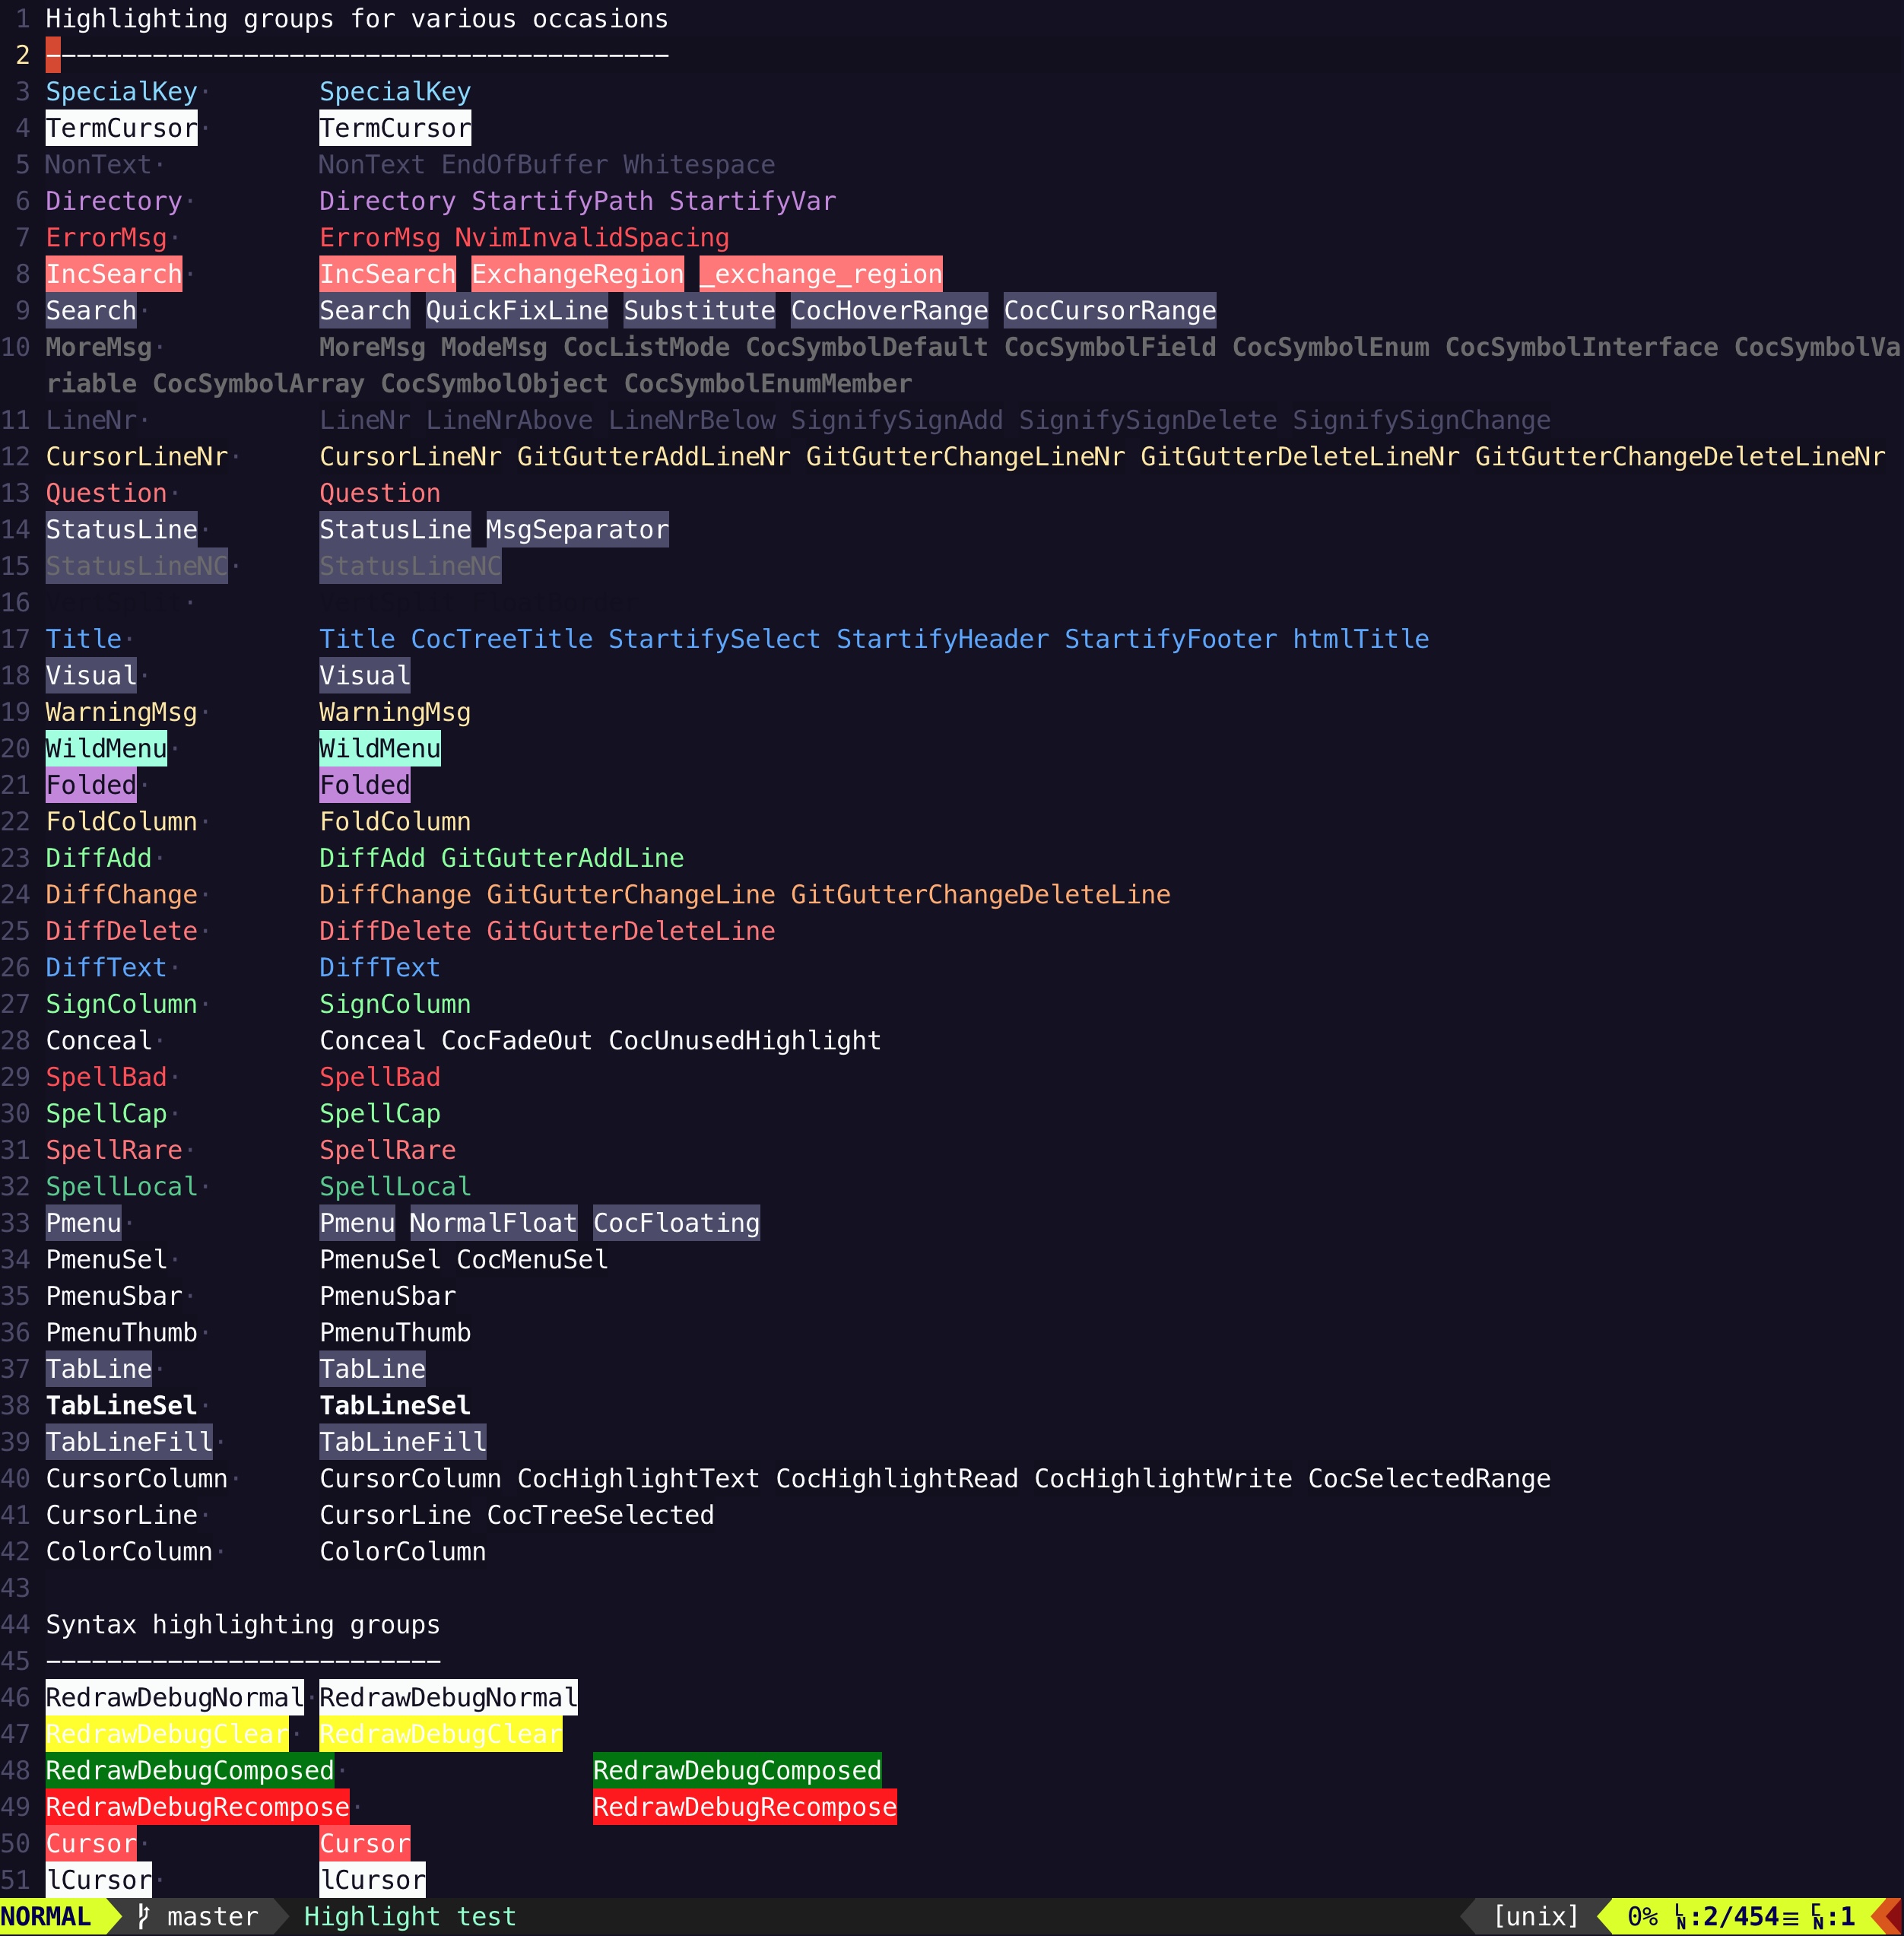 1 Highlighting groups for various occasions
2 -----------------------------------------
3 SpecialKey· SpecialKey
4 TermCursor· TermCursor
5 NonText· NonText EndOfBuffer Whitespace
6 Directory· Directory StartifyPath StartifyVar
7 ErrorMsg· ErrorMsg NvimInvalidSpacing
8 IncSearch· IncSearch ExchangeRegion _exchange_region
9 Search· Search QuickFixLine Substitute CocHoverRange CocCursorRange
10 MoreMsg· MoreMsg ModeMsg CocListMode CocSymbolDefault CocSymbolField CocSymbolEnum CocSymbolInterface CocSymbolVa
riable CocSymbolArray CocSymbolObject CocSymbolEnumMember
11 LineNr· LineNr LineNrAbove LineNrBelow SignifySignAdd SignifySignDelete SignifySignChange
12 CursorLineNr· CursorLineNr GitGutterAddLineNr GitGutterChangeLineNr GitGutterDeleteLineNr GitGutterChangeDeleteLineNr
13 Question· Question
14 StatusLine· StatusLine MsgSeparator
15 StatusLineNC· StatusLineNC
16 VertSplit· VertSplit FloatBorder
17 Title· Title CocTreeTitle StartifySelect StartifyHeader StartifyFooter htmlTitle
18 Visual· Visual
19 WarningMsg· WarningMsg
20 WildMenu· WildMenu
21 Folded· Folded
22 FoldColumn· FoldColumn
23 DiffAdd· DiffAdd GitGutterAddLine
24 DiffChange· DiffChange GitGutterChangeLine GitGutterChangeDeleteLine
25 DiffDelete· DiffDelete GitGutterDeleteLine
26 DiffText· DiffText
27 SignColumn· SignColumn
28 Conceal· Conceal CocFadeOut CocUnusedHighlight
29 SpellBad· SpellBad
30 SpellCap· SpellCap
31 SpellRare· SpellRare
32 SpellLocal· SpellLocal
33 Pmenu· Pmenu NormalFloat CocFloating
34 PmenuSel· PmenuSel CocMenuSel
35 PmenuSbar· PmenuSbar
36 PmenuThumb· PmenuThumb
37 TabLine· TabLine
38 TabLineSel· TabLineSel
39 TabLineFill· TabLineFill
40 CursorColumn· CursorColumn CocHighlightText CocHighlightRead CocHighlightWrite CocSelectedRange
41 CursorLine· CursorLine CocTreeSelected
42 ColorColumn· ColorColumn
43
44 Syntax highlighting groups
45 --------------------------
46 RedrawDebugNormal· RedrawDebugNormal
47 RedrawDebugClear· RedrawDebugClear
48 RedrawDebugComposed· RedrawDebugComposed
49 RedrawDebugRecompose· RedrawDebugRecompose
50 Cursor· Cursor
51 lCursor· lCursor
NORMAL master Highlight test [unix] 0% LN:2/454≡ CN:1